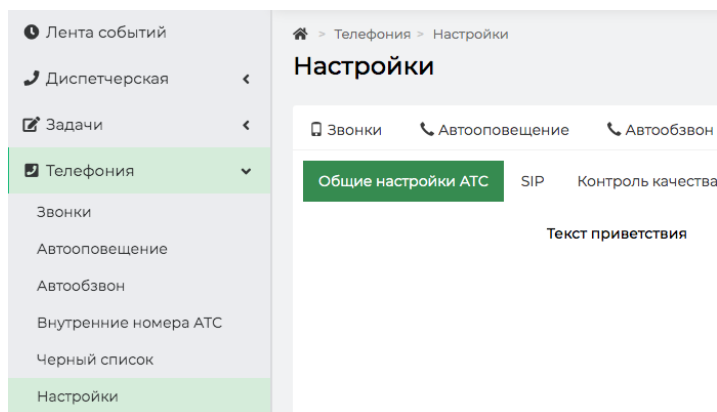 Лента событий
Диспетчерская
Задачи
Телефония
Звонки
Автооповещение
Автообзвон
Внутренние номера АТС
Черный список
Настройки
> Телефония > Настройки
Настройки
Звонки Автооповещение Автообзвон
Общие настройки АТС SIP Контроль качества
Текст приветствия